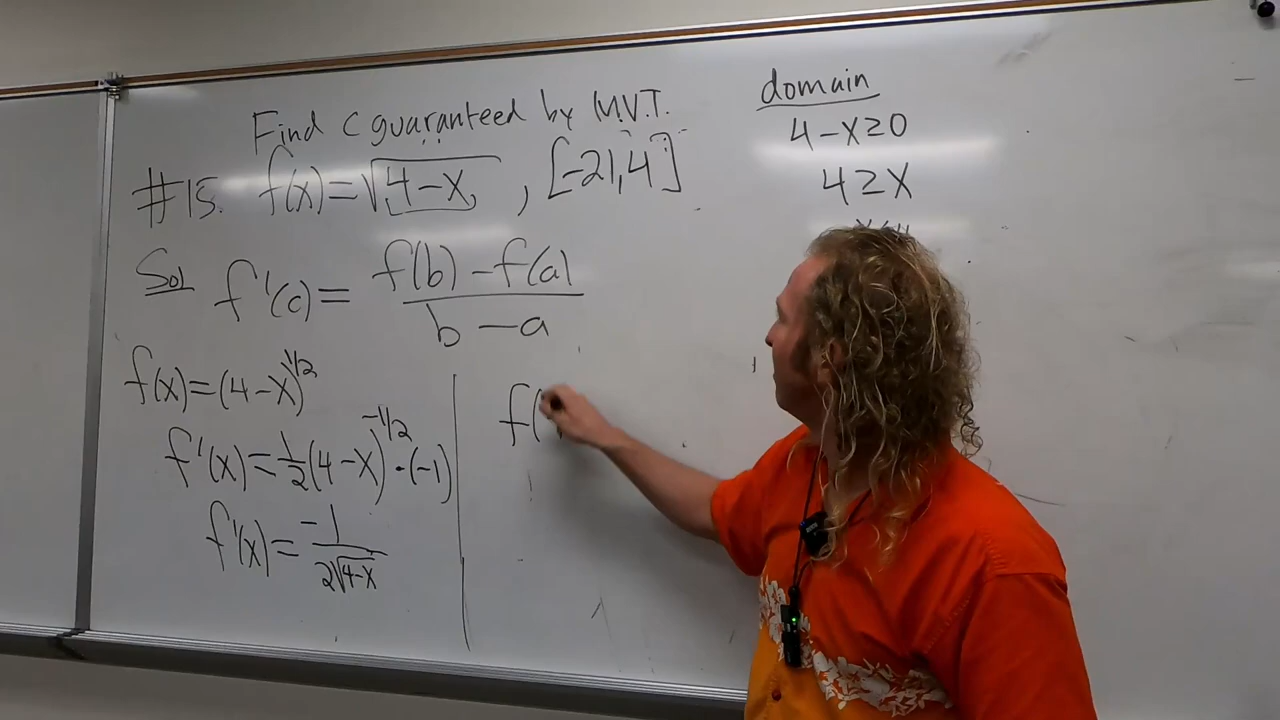 Find c guaranteed by M.V.T.
#15. f(x)=√4-x, [-21,4]
Sol f'(c)= f(b)-f(a)
b-a
f(x)=(4-x)^1/2
f'(x)=1/2(4-x)^-1/2·(-1)
f'(x)=-1
2√4-x
f(
domain
4-x≥0
4≥x